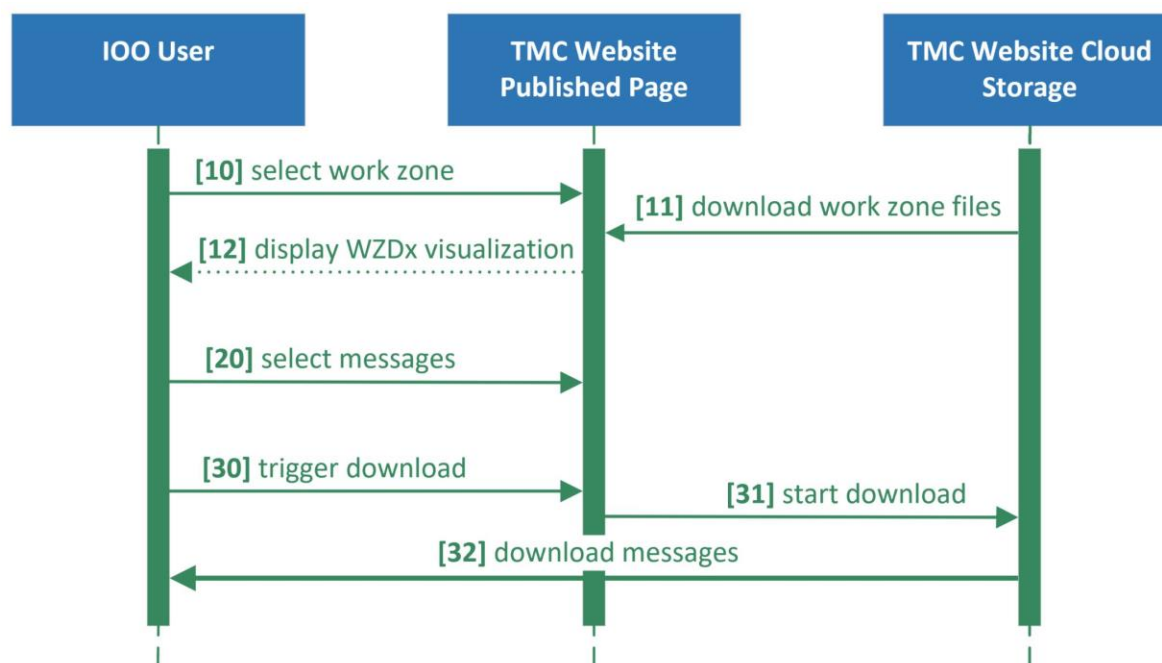 IOO User
TMC Website
Published Page
TMC Website Cloud
Storage
[10] select work zone
[11] download work zone files
[12] display WZDx visualization
[20] select messages
[30] trigger download
[31] start download
[32] download messages